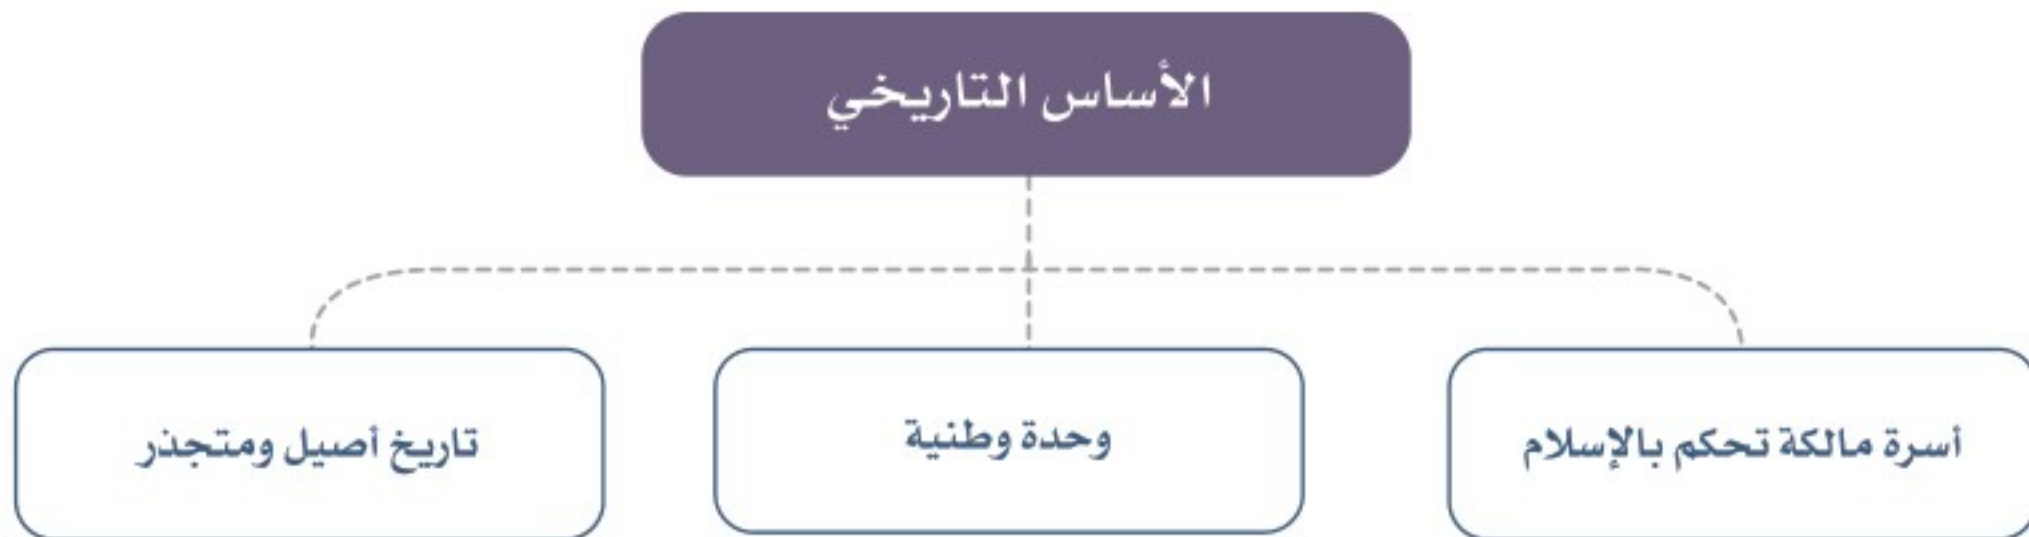 الأساس التاريخي
أسرة مالكة تحكم بالإسلام
وحدة وطنية
تاريخ أصيل ومتجذر